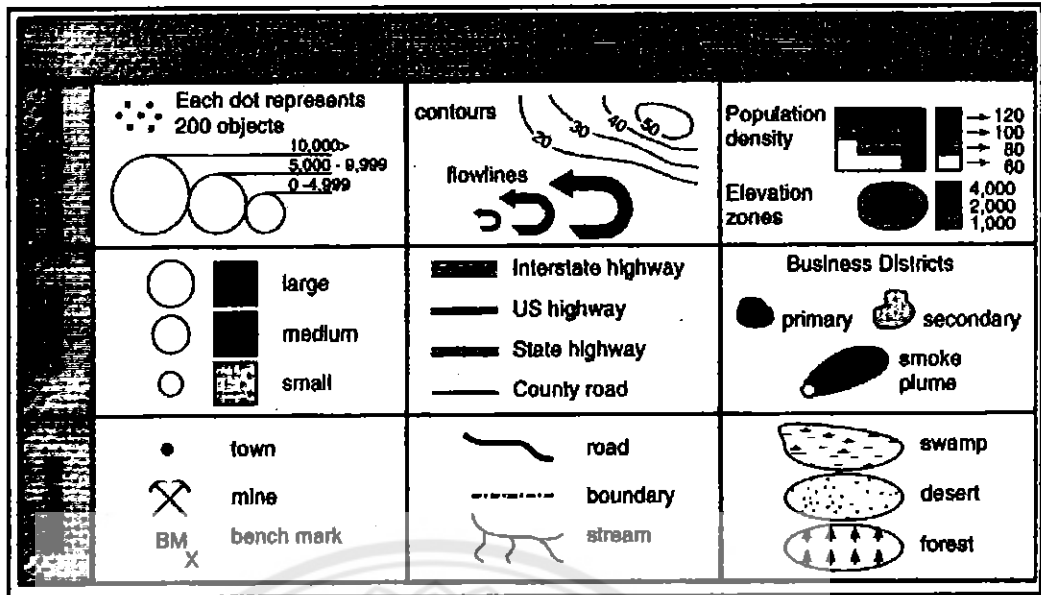 Each dot represents
200 objects
10,000>
5,000 - 9,999
0 -4,999
contours
20
30
40
50
flowlines
Population
density
120
100
80
60
Elevation
zones
4,000
2,000
1,000
large
medium
small
Interstate highway
US highway
State highway
County road
Business Districts
primary
secondary
smoke
plume
town
mine
BM
X
bench mark
road
boundary
stream
swamp
desert
forest